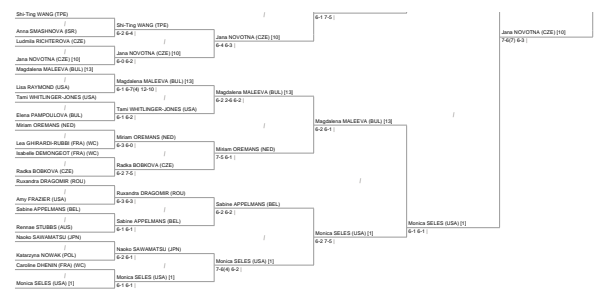 Shi-Ting WANG (TPE)
/
Anna SMASHNOVA (ISR)
Ludmila RICHTEROVA (CZE)
/
Jana NOVOTNA (CZE) [10]
Magdalena MALEEVA (BUL) [13]
/
Lisa RAYMOND (USA)
Tami WHITLINGER-JONES (USA)
/
Elena PAMPOULOVA (BUL)
Miriam OREMANS (NED)
/
Lea GHIRARDI-RUBBI (FRA) (WC)
Isabelle DEMONGEOT (FRA) (WC)
/
Radka BOBKOVA (CZE)
Ruxandra DRAGOMIR (ROU)
/
Amy FRAZIER (USA)
Sabine APPELMANS (BEL)
/
Rennae STUBBS (AUS)
Naoko SAWAMATSU (JPN)
/
Katarzyna NOWAK (POL)
Caroline DHENIN (FRA) (WC)
/
Monica SELES (USA) [1]
Shi-Ting WANG (TPE)
6-2 6-4 |
/
Jana NOVOTNA (CZE) [10]
6-0 6-2 |
Magdalena MALEEVA (BUL) [13]
6-1 6-7(4) 12-10 |
/
Tami WHITLINGER-JONES (USA)
6-1 6-2 |
Miriam OREMANS (NED)
6-3 6-0 |
/
Radka BOBKOVA (CZE)
6-2 7-5 |
Ruxandra DRAGOMIR (ROU)
6-3 6-3 |
/
Sabine APPELMANS (BEL)
6-1 6-1 |
Naoko SAWAMATSU (JPN)
6-2 6-1 |
/
Monica SELES (USA) [1]
6-1 6-1 |
/
Jana NOVOTNA (CZE) [10]
6-4 6-3 |
Magdalena MALEEVA (BUL) [13]
6-2 2-6 6-2 |
/
Miriam OREMANS (NED)
7-5 6-1 |
Sabine APPELMANS (BEL)
6-2 6-2 |
/
Monica SELES (USA) [1]
7-6(4) 6-2 |
6-1 7-5 |
Magdalena MALEEVA (BUL) [13]
6-2 6-1 |
/
Monica SELES (USA) [1]
6-2 7-5 |
/
Monica SELES (USA) [1]
6-1 6-1 |
Jana NOVOTNA (CZE) [10]
7-6(7) 6-3 |